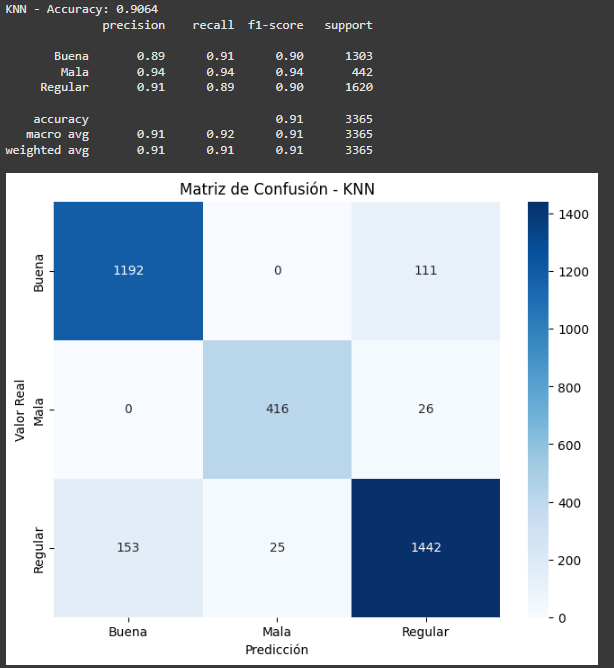 KNN - Accuracy: 0.9064
precision recall f1-score support
Buena 0.89 0.91 0.90 1303
Mala 0.94 0.94 0.94 442
Regular 0.91 0.89 0.90 1620
accuracy 0.91 3365
macro avg 0.91 0.92 0.91 3365
weighted avg 0.91 0.91 0.91 3365
Matriz de Confusión - KNN
Valor Real
Buena 1192 0 111
Mala 0 416 26
Regular 153 25 1442
Buena Mala Regular
Predicción
1400
1200
1000
800
600
400
200
0